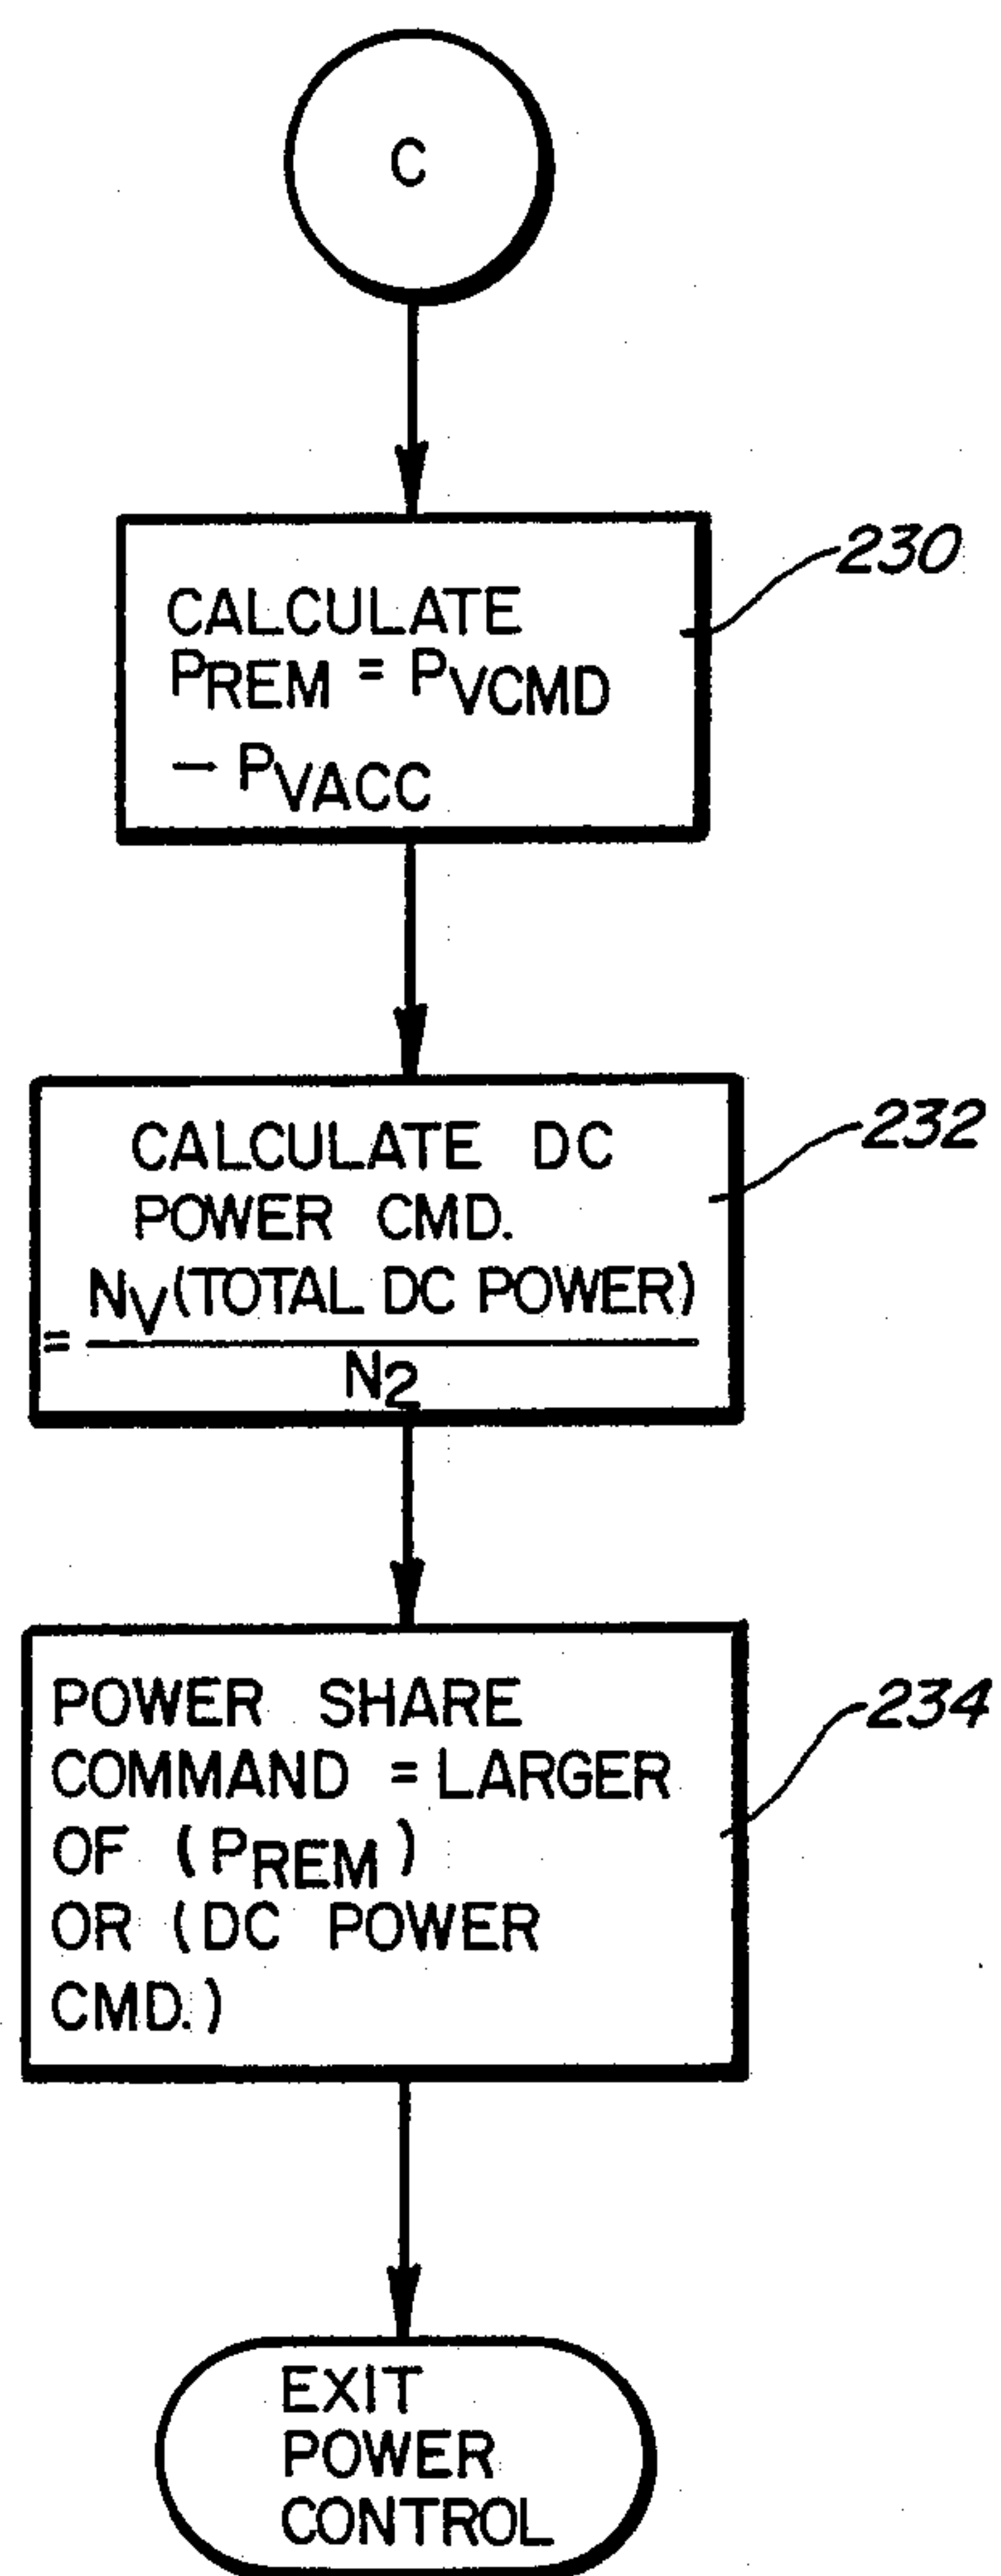 C
230
CALCULATE
PREM = PVCMD
- PVACC
232
CALCULATE DC
POWER CMD.
= NV(TOTAL DC POWER)
N2
234
POWER SHARE
COMMAND = LARGER
OF (PREM)
OR (DC POWER
CMD.)
EXIT
POWER
CONTROL